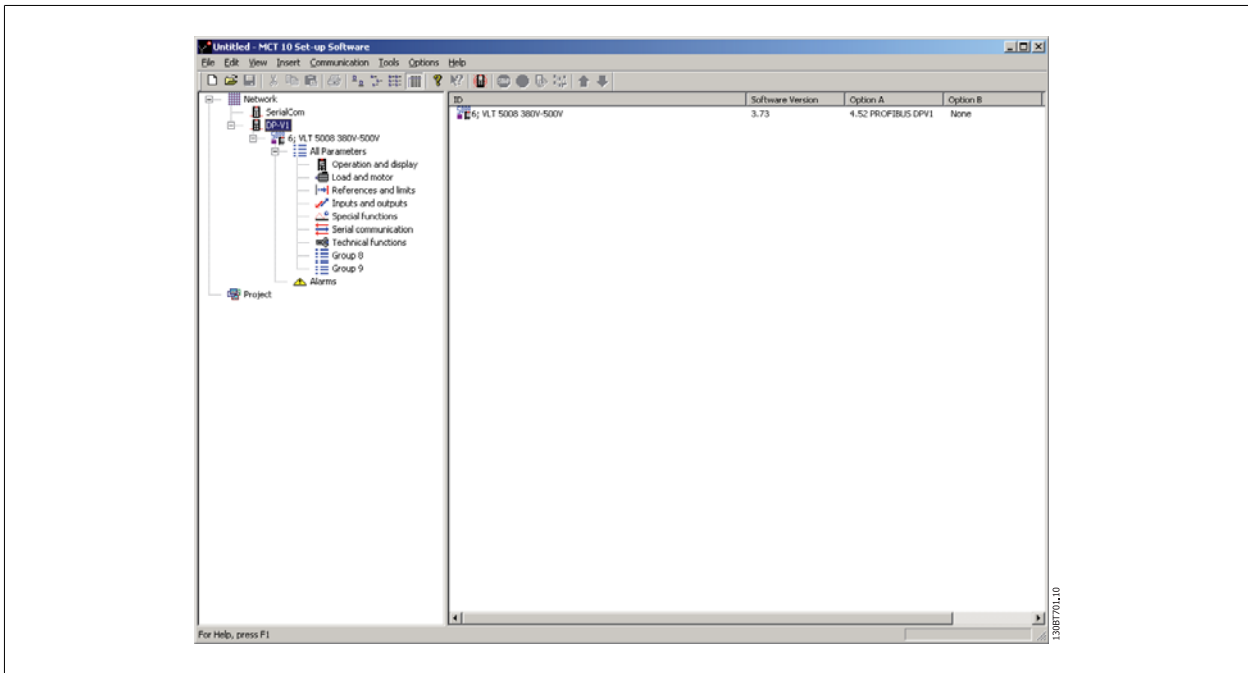 Untitled - MCT 10 Set-up Software
File Edit View Insert Communication Tools Options Help
Network
SerialCom
DP-V1
6; VLT 5008 380V-500V
All Parameters
Operation and display
Load and motor
References and limits
Inputs and outputs
Special functions
Serial communication
Technical functions
Group 8
Group 9
Alarms
Project
ID Software Version Option A Option B
6; VLT 5008 380V-500V 3.73 4.52 PROFIBUS DPV1 None
For Help, press F1
130BT701.10